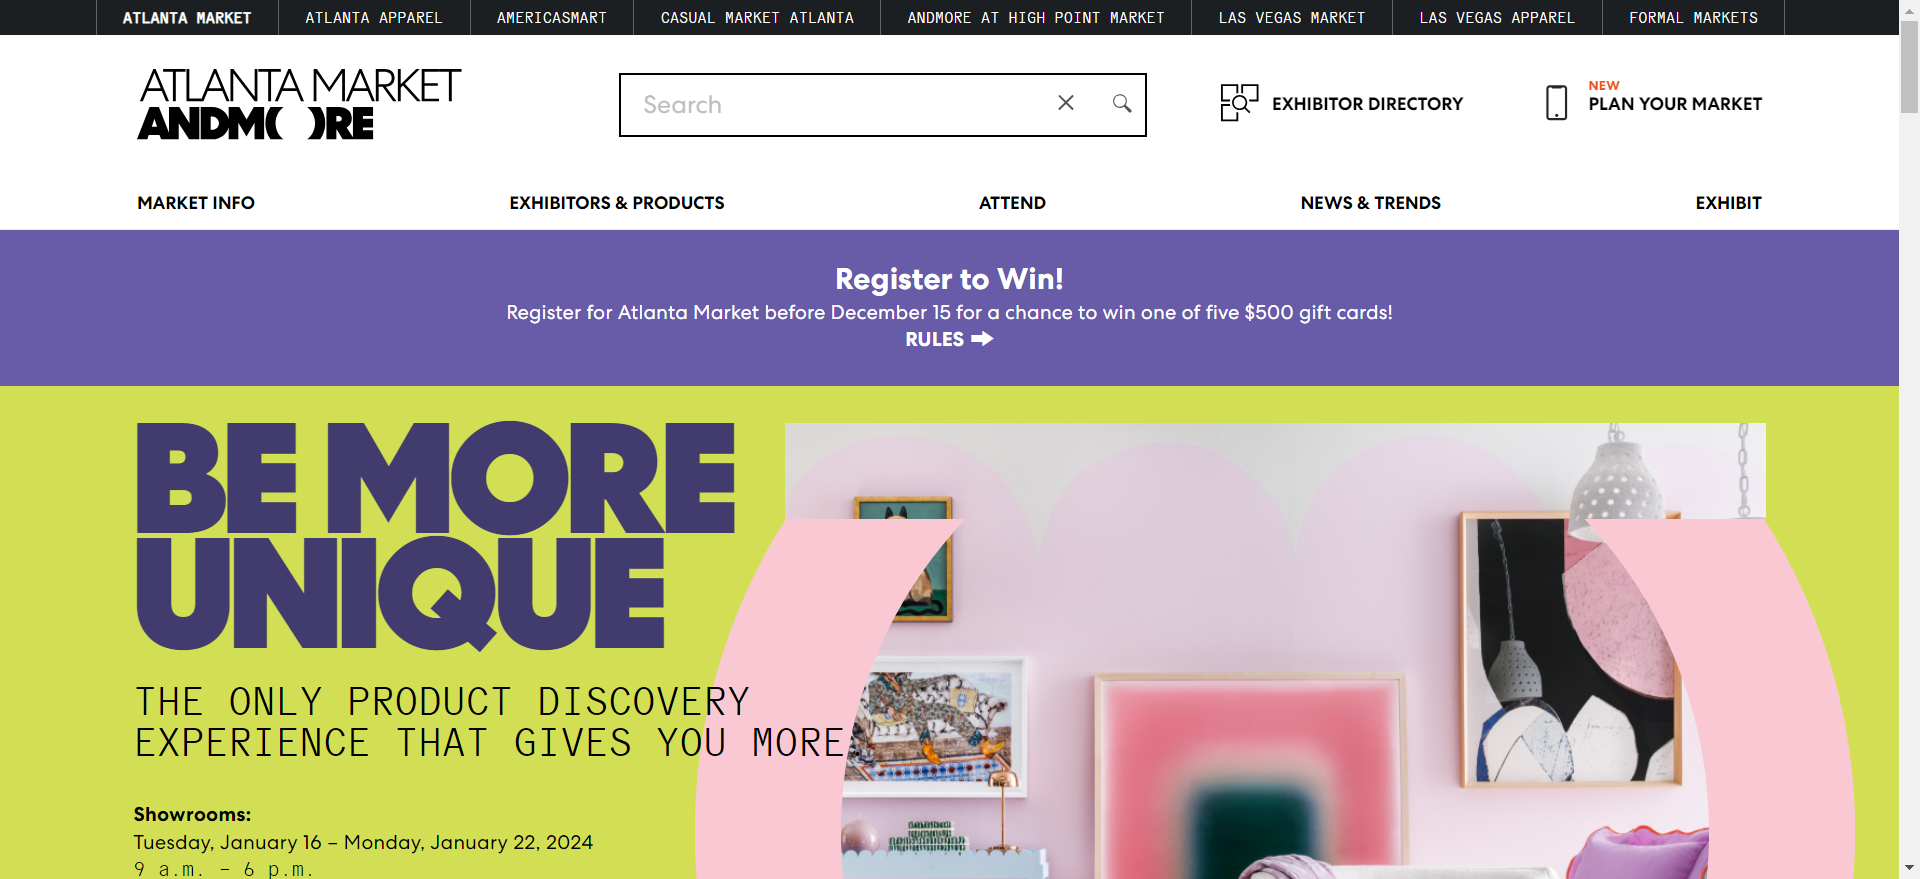 ATLANTA MARKET
ATLANTA APPAREL
AMERICASMART
CASUAL MARKET ATLANTA
ANDMORE AT HIGH POINT MARKET
LAS VEGAS MARKET
LAS VEGAS APPAREL
FORMAL MARKETS
ATLANTA MARKET
ANDM( )RE
Search
EXHIBITOR DIRECTORY
NEW
PLAN YOUR MARKET
MARKET INFO
EXHIBITORS & PRODUCTS
ATTEND
NEWS & TRENDS
EXHIBIT
Register to Win!
Register for Atlanta Market before December 15 for a chance to win one of five $500 gift cards!
RULES
BE MORE
UNIQUE
THE ONLY PRODUCT DISCOVERY
EXPERIENCE THAT GIVES YOU MORE
Showrooms:
Tuesday, January 16 – Monday, January 22, 2024
9 a.m. – 6 p.m.